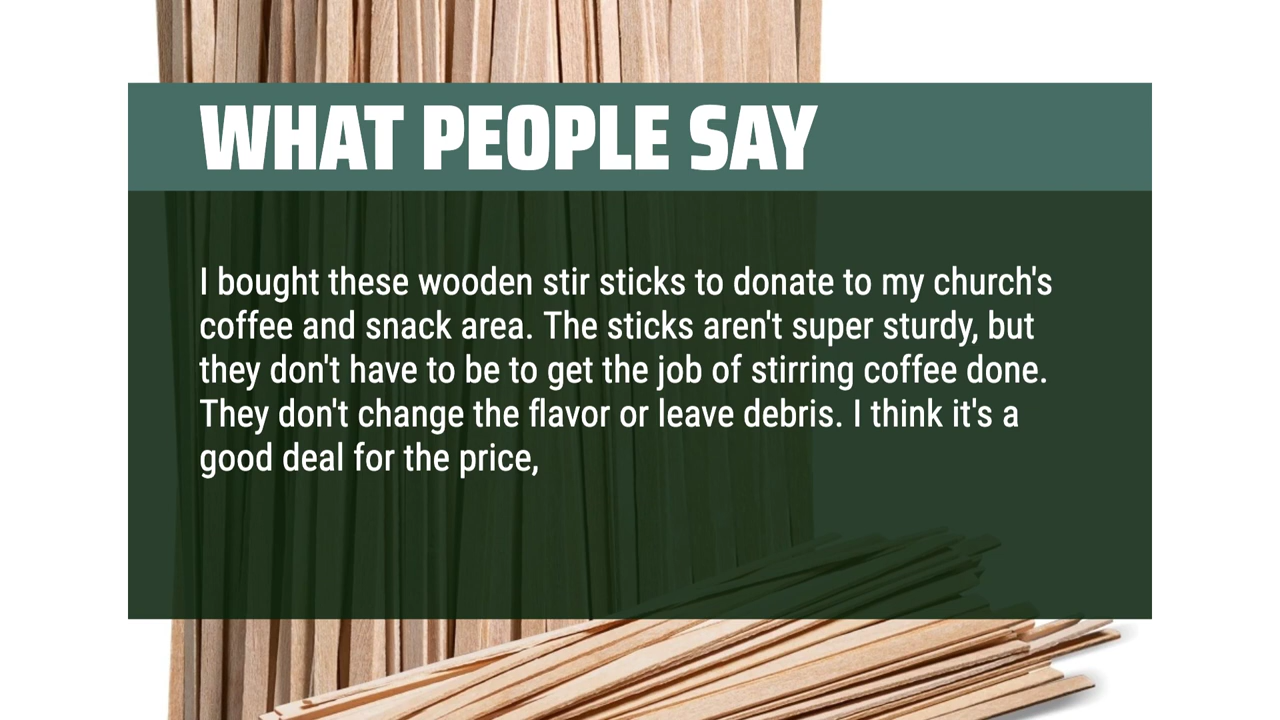 WHAT PEOPLE SAY
I bought these wooden stir sticks to donate to my church's
coffee and snack area. The sticks aren't super sturdy, but
they don't have to be to get the job of stirring coffee done.
They don't change the flavor or leave debris. I think it's a
good deal for the price,